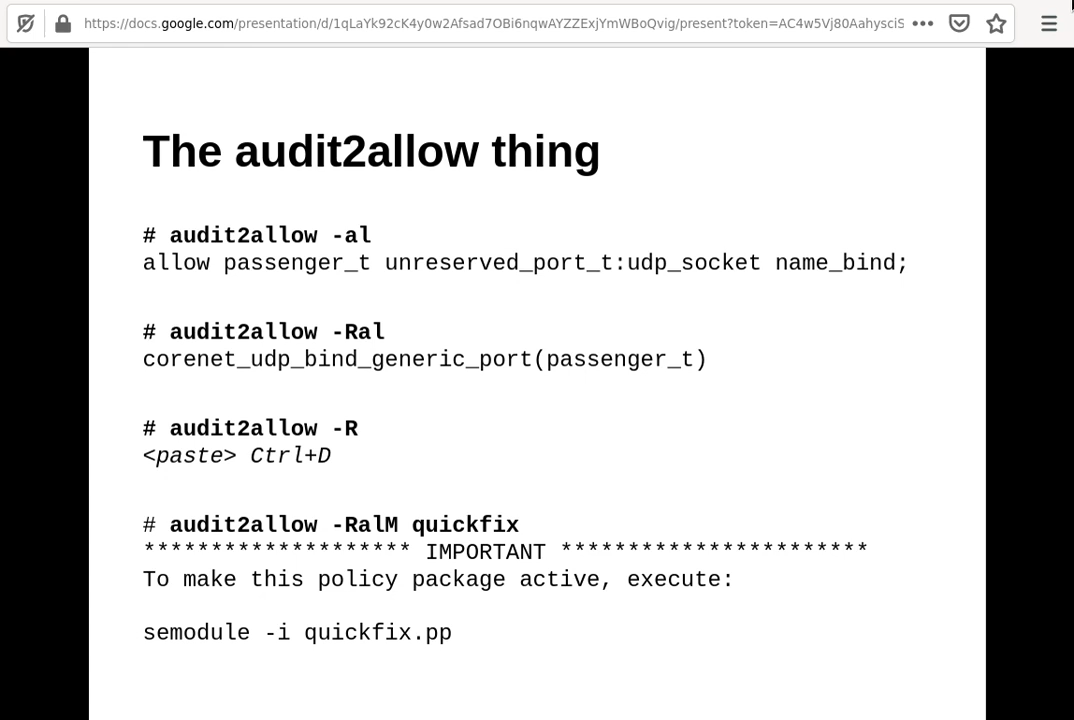 https://docs.google.com/presentation/d/1qLaYk92cK4y0w2Afsad7OBi6nqwAYZZExjYmWBoQvig/present?token=AC4w5Vj80AahysciS
The audit2allow thing
# audit2allow -al
allow passenger_t unreserved_port_t:udp_socket name_bind;
# audit2allow -Ral
corenet_udp_bind_generic_port(passenger_t)
# audit2allow -R
<paste> Ctrl+D
# audit2allow -RalM quickfix
******************** IMPORTANT ***********************
To make this policy package active, execute:
semodule -i quickfix.pp